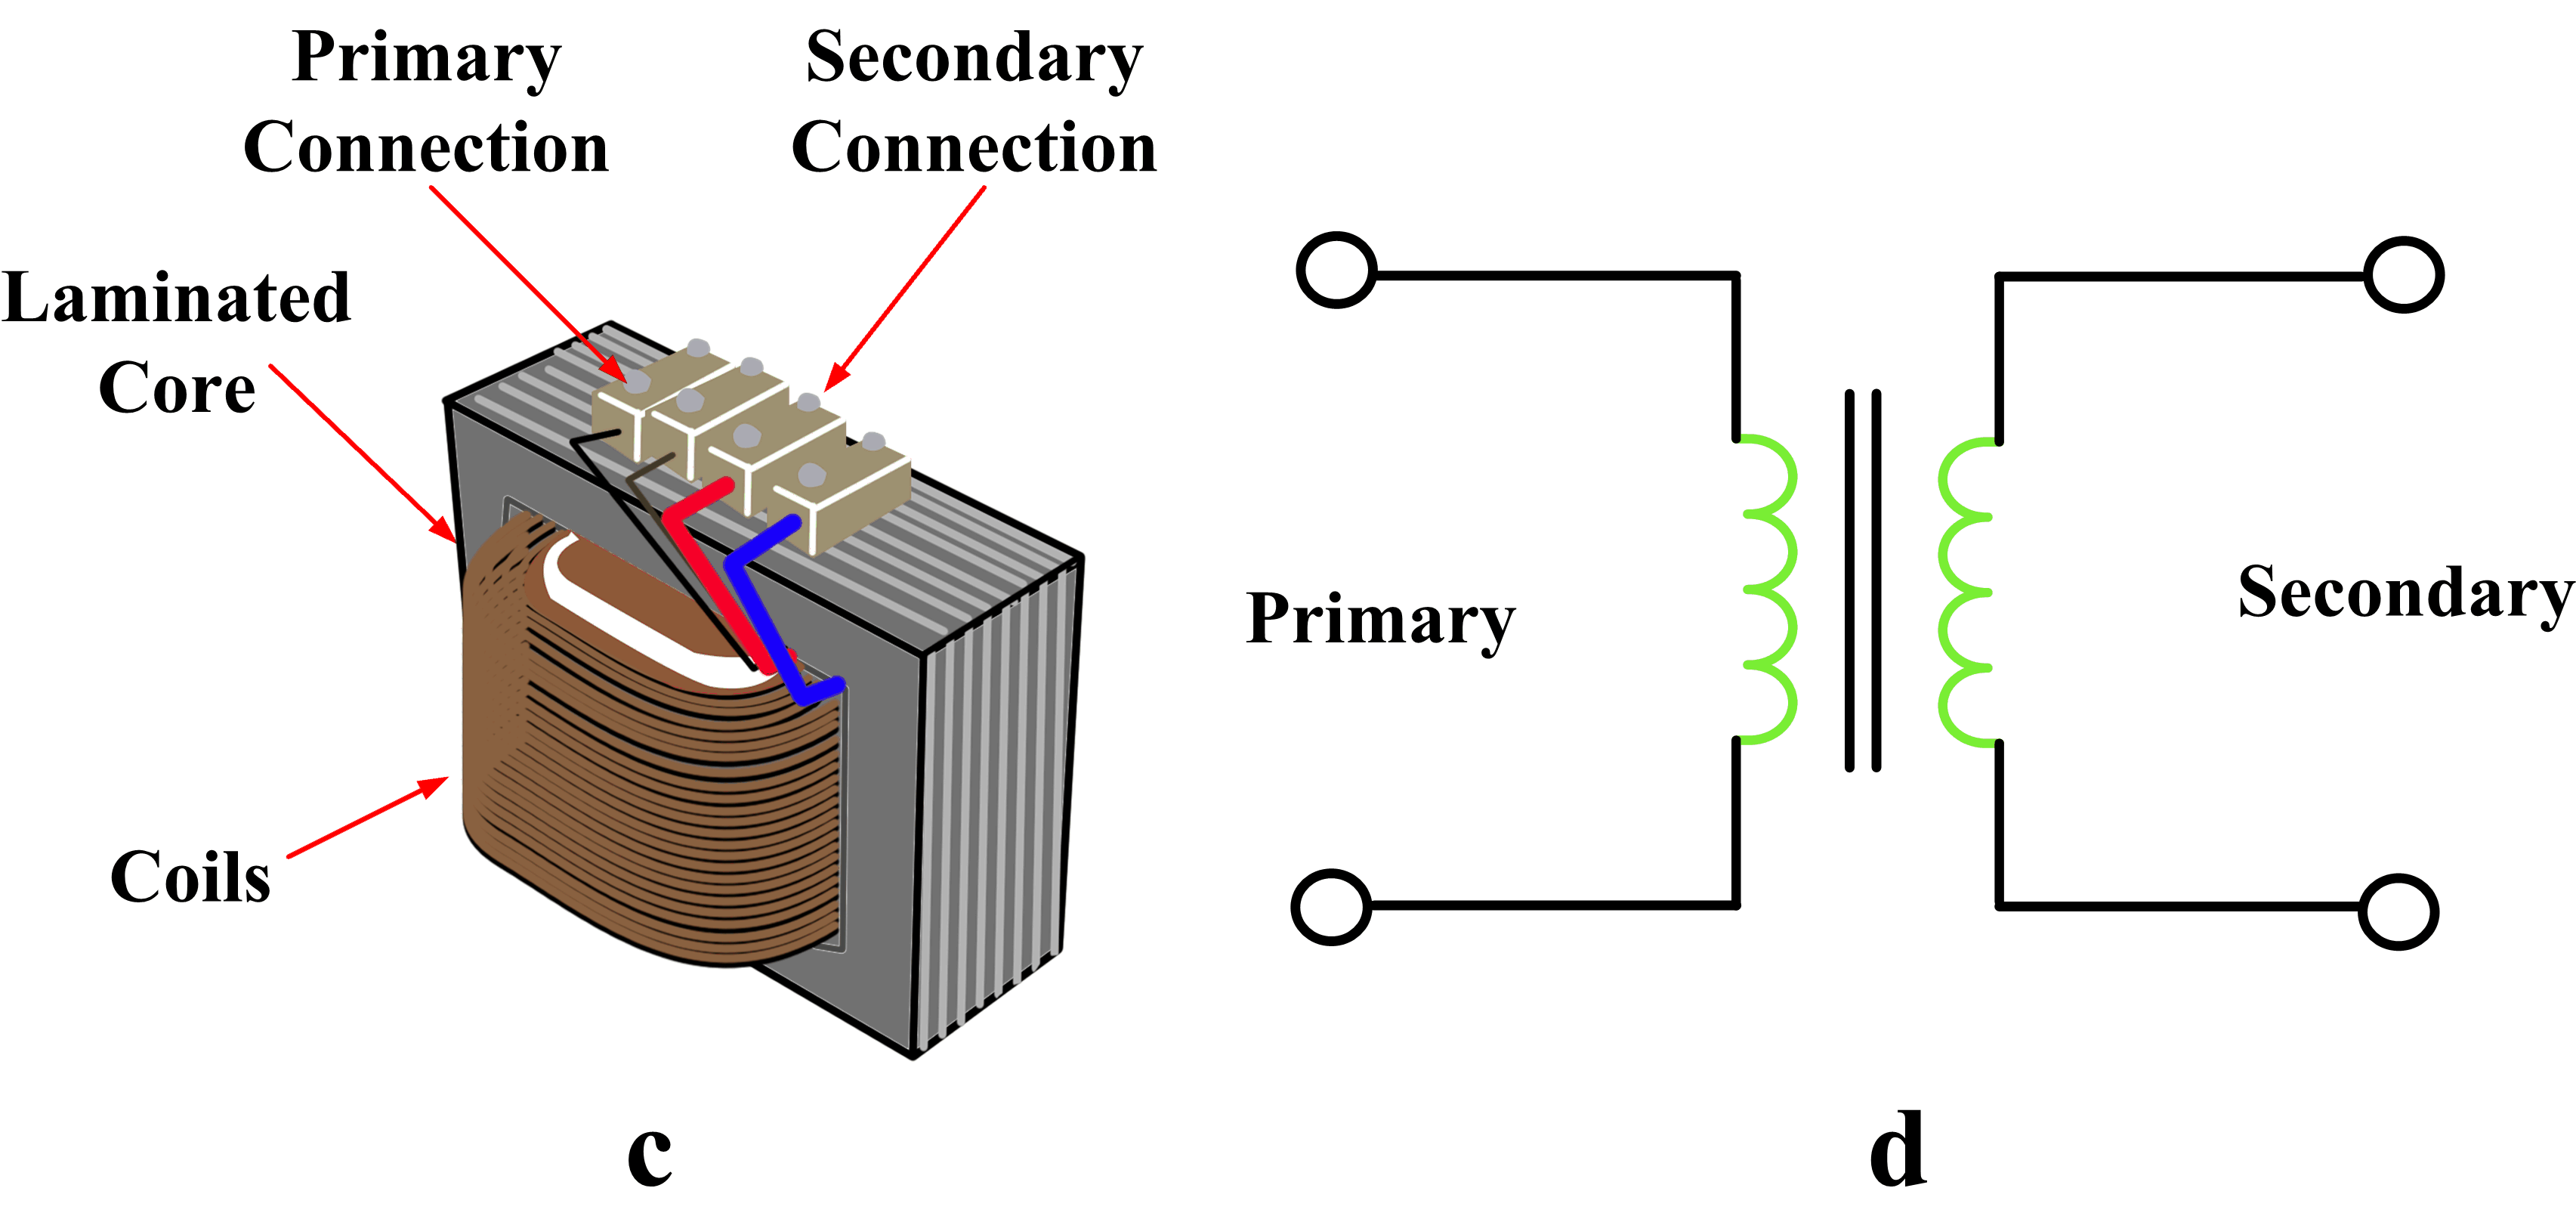 Primary
Connection
Secondary
Connection
Laminated
Core
Coils
c
Primary
Secondary
d